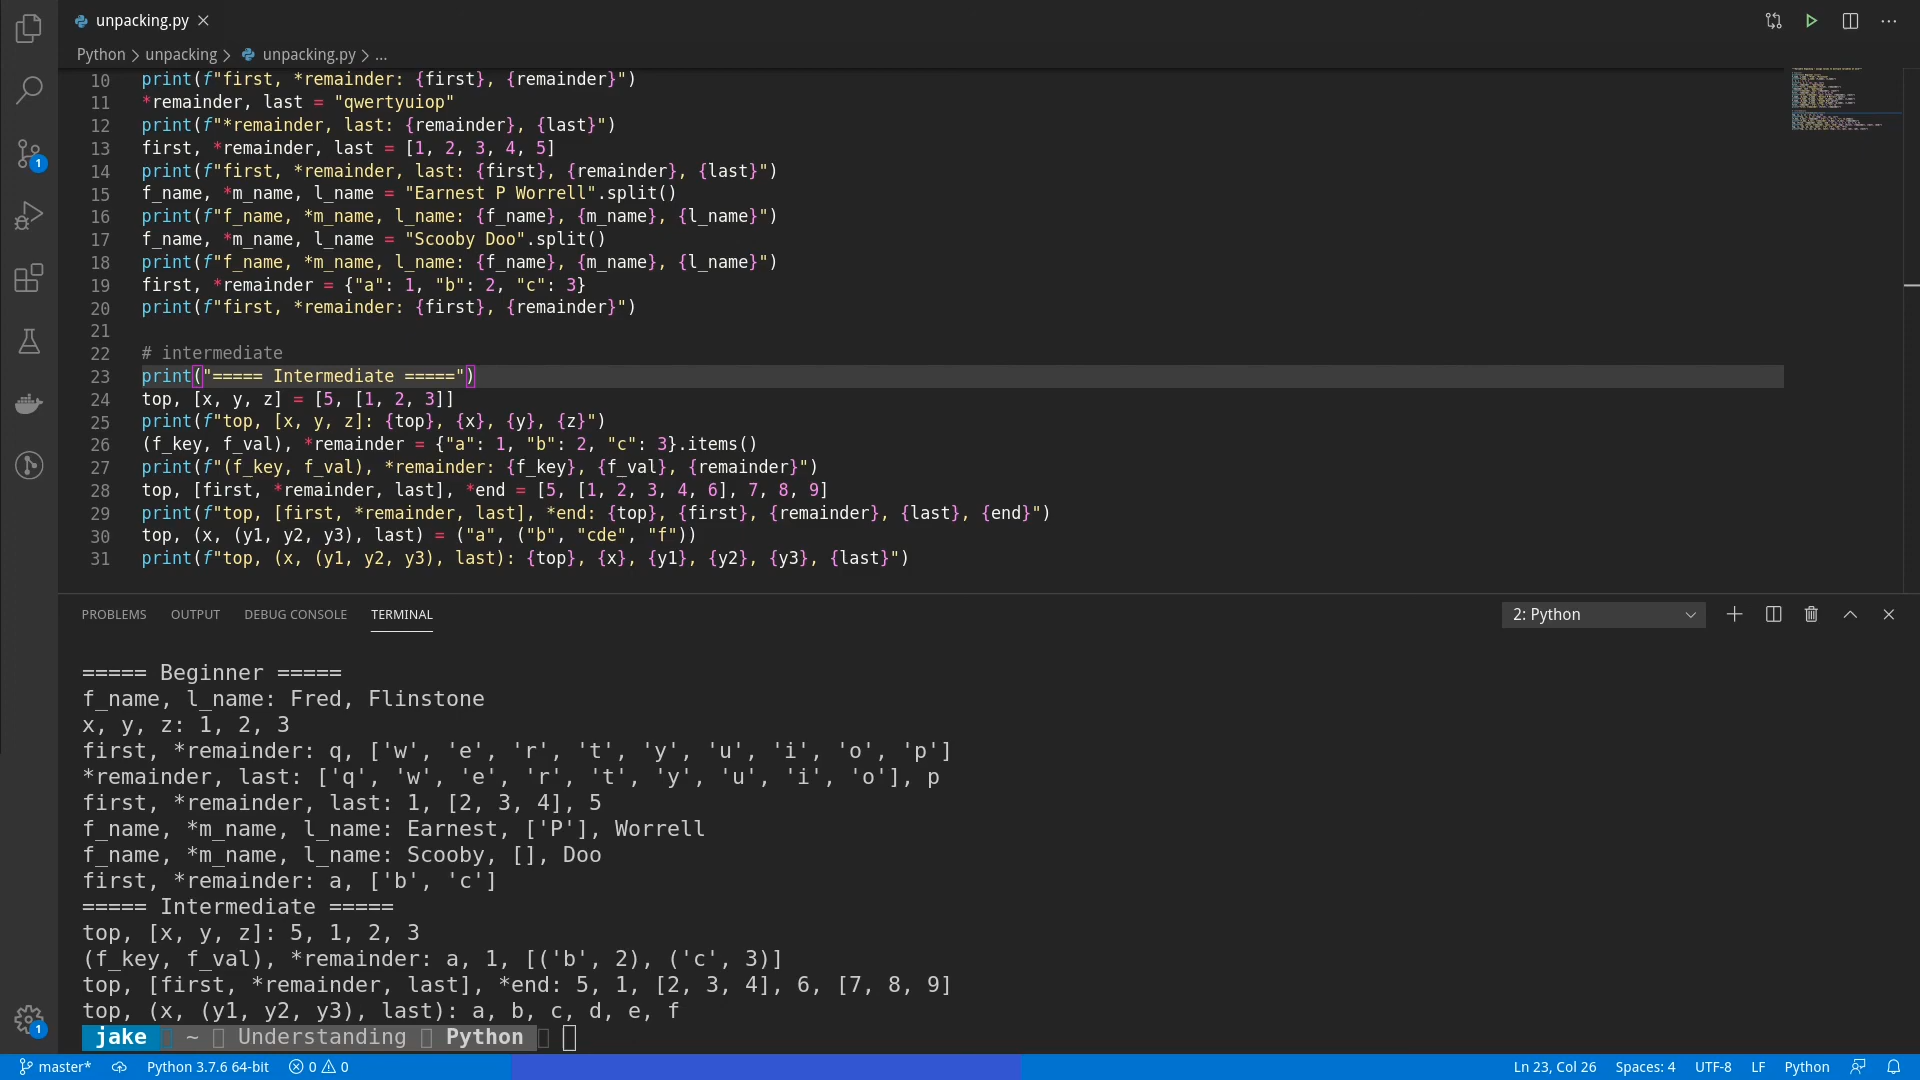 unpacking.py
Python > unpacking > unpacking.py > ...
10 print(f"first, *remainder: {first}, {remainder}")
11 *remainder, last = "qwertyuiop"
12 print(f"*remainder, last: {remainder}, {last}")
13 first, *remainder, last = [1, 2, 3, 4, 5]
14 print(f"first, *remainder, last: {first}, {remainder}, {last}")
15 f_name, *m_name, l_name = "Earnest P Worrell".split()
16 print(f"f_name, *m_name, l_name: {f_name}, {m_name}, {l_name}")
17 f_name, *m_name, l_name = "Scooby Doo".split()
18 print(f"f_name, *m_name, l_name: {f_name}, {m_name}, {l_name}")
19 first, *remainder = {"a": 1, "b": 2, "c": 3}
20 print(f"first, *remainder: {first}, {remainder}")
21
22 # intermediate
23 print("===== Intermediate =====")
24 top, [x, y, z] = [5, [1, 2, 3]]
25 print(f"top, [x, y, z]: {top}, {x}, {y}, {z}")
26 (f_key, f_val), *remainder = {"a": 1, "b": 2, "c": 3}.items()
27 print(f"(f_key, f_val), *remainder: {f_key}, {f_val}, {remainder}")
28 top, [first, *remainder, last], *end = [5, [1, 2, 3, 4, 6], 7, 8, 9]
29 print(f"top, [first, *remainder, last], *end: {top}, {first}, {remainder}, {last}, {end}")
30 top, (x, (y1, y2, y3), last) = ("a", ("b", "cde", "f"))
31 print(f"top, (x, (y1, y2, y3), last): {top}, {x}, {y1}, {y2}, {y3}, {last}")
PROBLEMS OUTPUT DEBUG CONSOLE TERMINAL 2: Python
===== Beginner =====
f_name, l_name: Fred, Flinstone
x, y, z: 1, 2, 3
first, *remainder: q, ['w', 'e', 'r', 't', 'y', 'u', 'i', 'o', 'p']
*remainder, last: ['q', 'w', 'e', 'r', 't', 'y', 'u', 'i', 'o'], p
first, *remainder, last: 1, [2, 3, 4], 5
f_name, *m_name, l_name: Earnest, ['P'], Worrell
f_name, *m_name, l_name: Scooby, [], Doo
first, *remainder: a, ['b', 'c']
===== Intermediate =====
top, [x, y, z]: 5, 1, 2, 3
(f_key, f_val), *remainder: a, 1, [('b', 2), ('c', 3)]
top, [first, *remainder, last], *end: 5, 1, [2, 3, 4], 6, [7, 8, 9]
top, (x, (y1, y2, y3), last): a, b, c, d, e, f
jake ~ Understanding Python
1
1
master* Python 3.7.6 64-bit 0 0 Ln 23, Col 26 Spaces: 4 UTF-8 LF Python